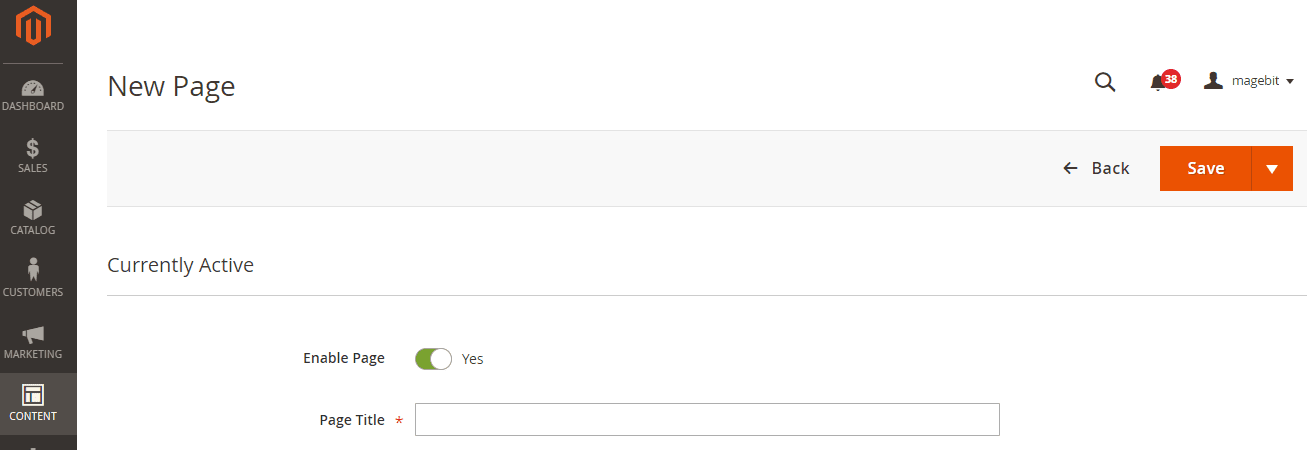 New Page
38
magebit
DASHBOARD
SALES
CATALOG
CUSTOMERS
MARKETING
CONTENT
Back
Save
Currently Active
Enable Page
Yes
Page Title *